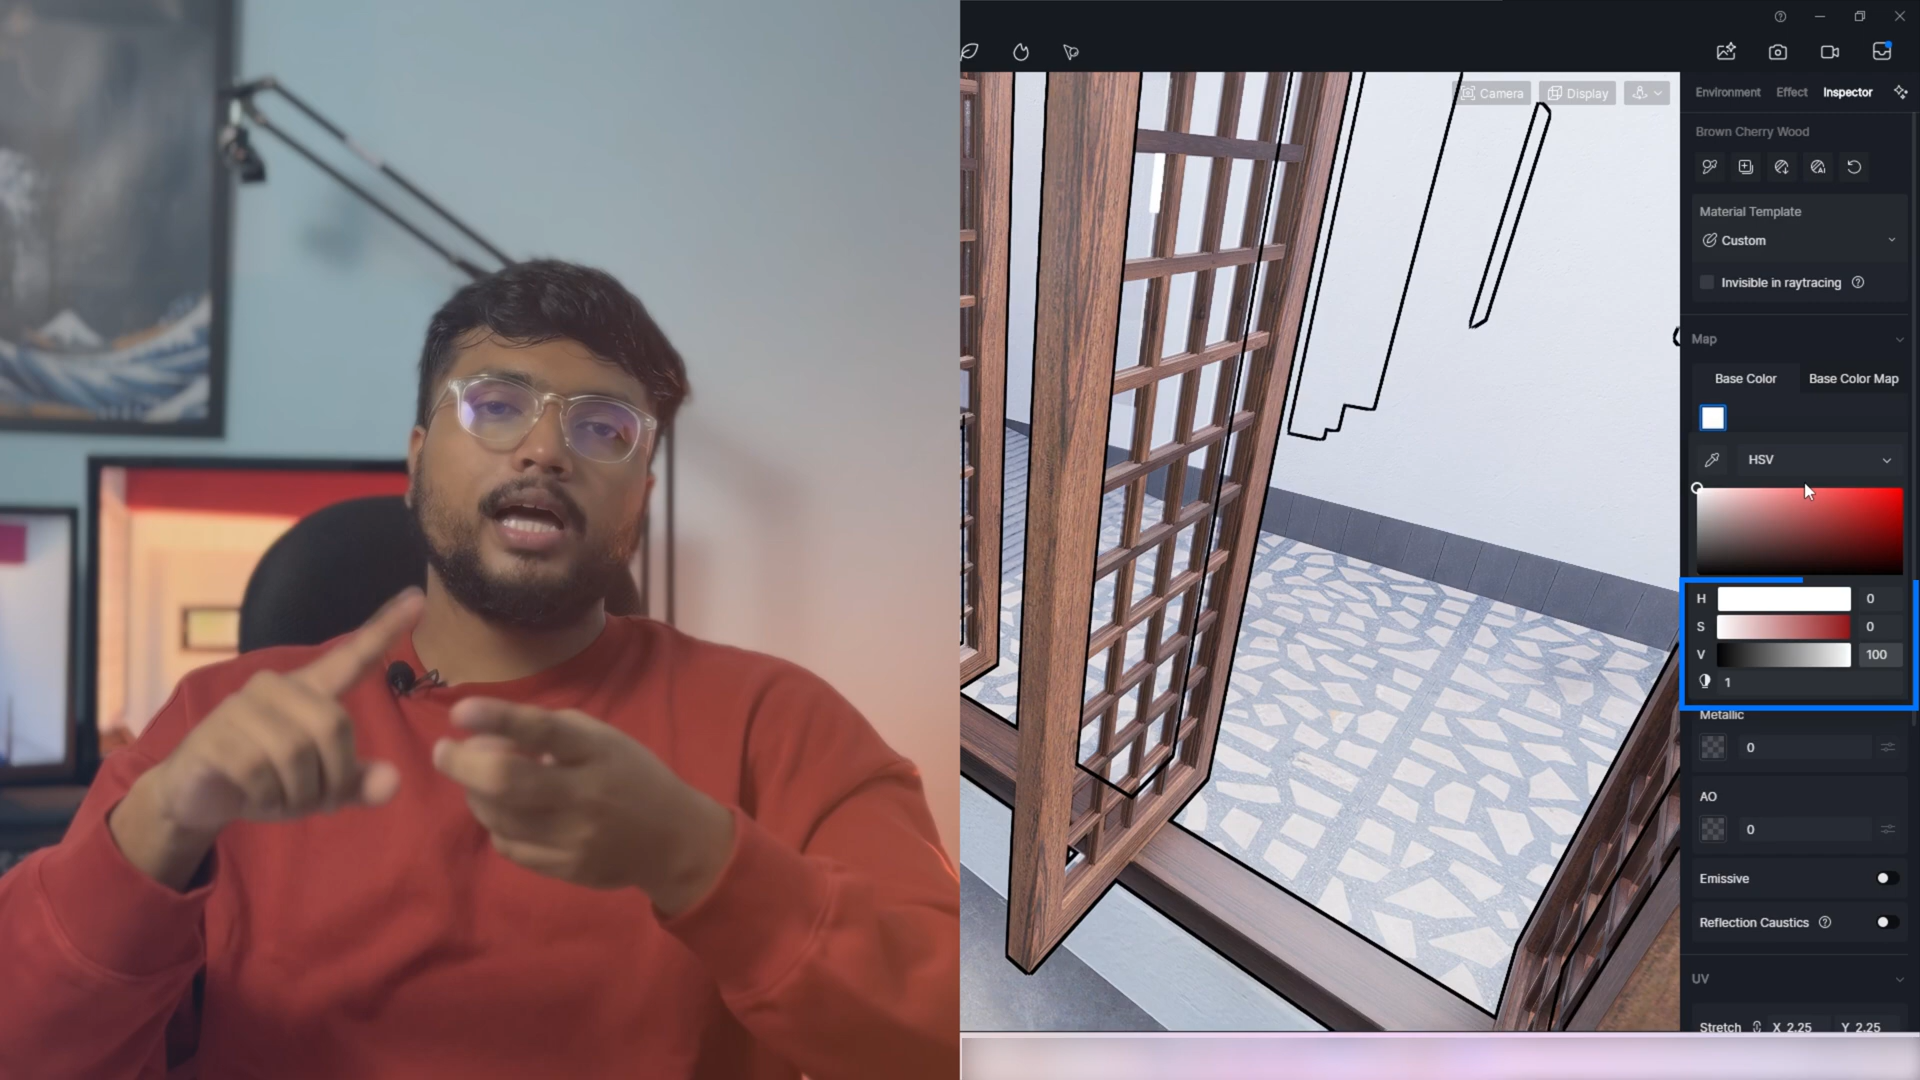 Camera
Display
Environment
Effect
Inspector
Brown Cherry Wood
Material Template
Custom
Invisible in raytracing
Map
Base Color
Base Color Map
HSV
H
0
S
0
V
100
1
Metallic
0
AO
0
Emissive
Reflection Caustics
UV
Stretch
X 2.25
Y 2.25